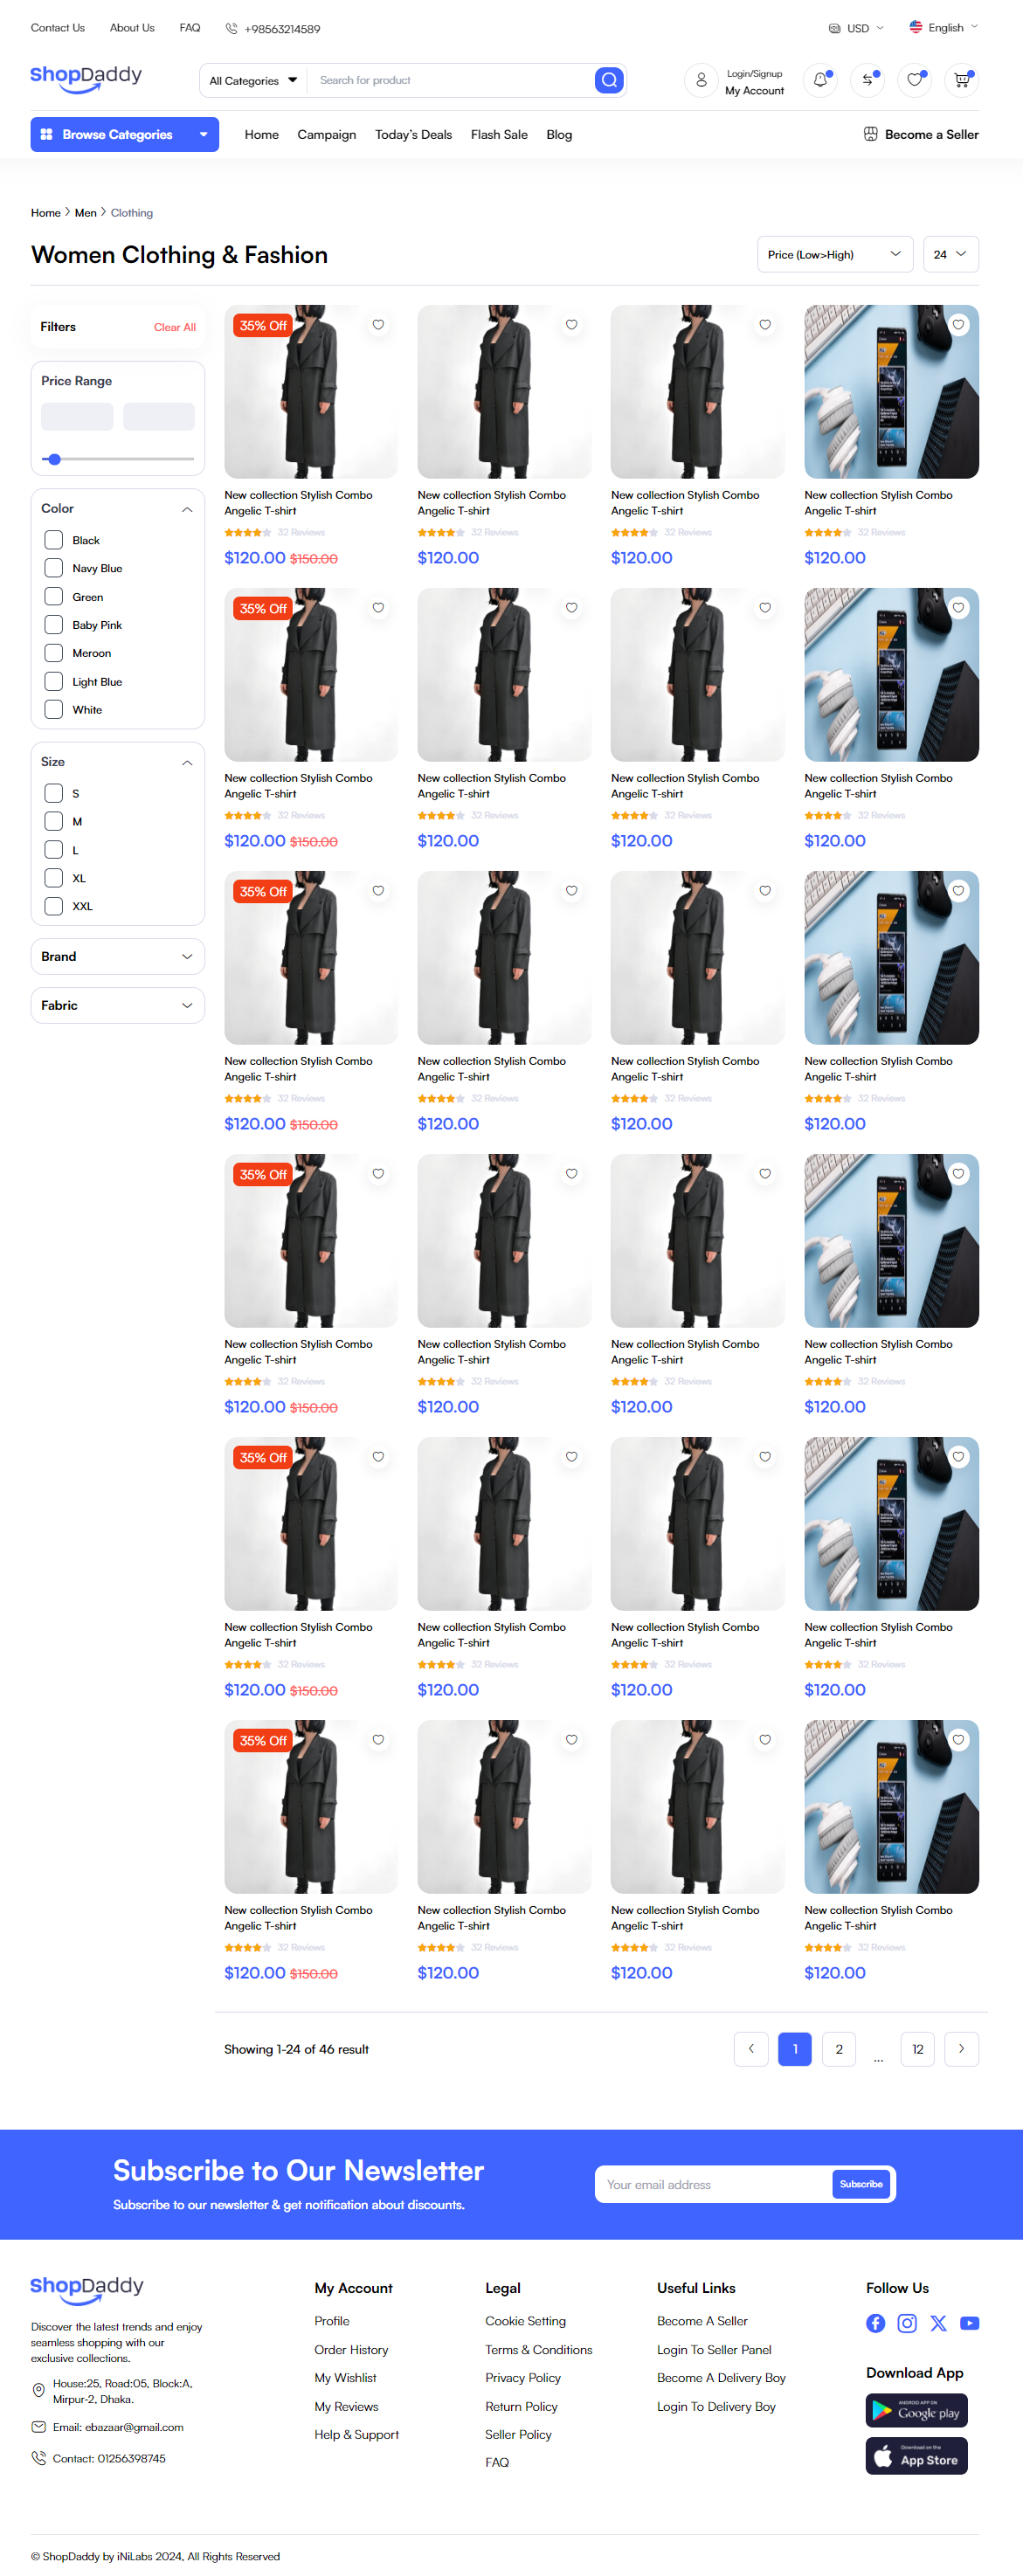 Contact Us About Us FAQ +98563214589 USD English
ShopDaddy All Categories Search for product Login/Signup
My Account
Browse Categories Home Campaign Today's Deals Flash Sale Blog Become a Seller
Home > Men > Clothing
Women Clothing & Fashion Price (Low>High) 24
Filters Clear All
Price Range
Color
Black
Navy Blue
Green
Baby Pink
Meroon
Light Blue
White
Size
S
M
L
XL
XXL
Brand
Fabric
35% Off
New collection Stylish Combo New collection Stylish Combo New collection Stylish Combo New collection Stylish Combo
Angelic T-shirt Angelic T-shirt Angelic T-shirt Angelic T-shirt
32 Reviews 32 Reviews 32 Reviews 32 Reviews
$120.00 $150.00 $120.00 $120.00 $120.00
35% Off
New collection Stylish Combo New collection Stylish Combo New collection Stylish Combo New collection Stylish Combo
Angelic T-shirt Angelic T-shirt Angelic T-shirt Angelic T-shirt
32 Reviews 32 Reviews 32 Reviews 32 Reviews
$120.00 $150.00 $120.00 $120.00 $120.00
35% Off
New collection Stylish Combo New collection Stylish Combo New collection Stylish Combo New collection Stylish Combo
Angelic T-shirt Angelic T-shirt Angelic T-shirt Angelic T-shirt
32 Reviews 32 Reviews 32 Reviews 32 Reviews
$120.00 $150.00 $120.00 $120.00 $120.00
35% Off
New collection Stylish Combo New collection Stylish Combo New collection Stylish Combo New collection Stylish Combo
Angelic T-shirt Angelic T-shirt Angelic T-shirt Angelic T-shirt
32 Reviews 32 Reviews 32 Reviews 32 Reviews
$120.00 $150.00 $120.00 $120.00 $120.00
35% Off
New collection Stylish Combo New collection Stylish Combo New collection Stylish Combo New collection Stylish Combo
Angelic T-shirt Angelic T-shirt Angelic T-shirt Angelic T-shirt
32 Reviews 32 Reviews 32 Reviews 32 Reviews
$120.00 $150.00 $120.00 $120.00 $120.00
35% Off
New collection Stylish Combo New collection Stylish Combo New collection Stylish Combo New collection Stylish Combo
Angelic T-shirt Angelic T-shirt Angelic T-shirt Angelic T-shirt
32 Reviews 32 Reviews 32 Reviews 32 Reviews
$120.00 $150.00 $120.00 $120.00 $120.00
Showing 1-24 of 46 result < 1 2 ... 12 >
Subscribe to Our Newsletter
Subscribe to our newsletter & get notification about discounts.
Your email address Subscribe
ShopDaddy
Discover the latest trends and enjoy
seamless shopping with our
exclusive collections.
House:25, Road:05, Block:A,
Mirpur-2, Dhaka.
Email: ebazaar@gmail.com
Contact: 01256398745
My Account
Profile
Order History
My Wishlist
My Reviews
Help & Support
Legal
Cookie Setting
Terms & Conditions
Privacy Policy
Return Policy
Seller Policy
FAQ
Useful Links
Become A Seller
Login To Seller Panel
Become A Delivery Boy
Login To Delivery Boy
Follow Us
Download App
ANDROID APP ON
Google play
Download on the
App Store
© ShopDaddy by iNiLabs 2024, All Rights Reserved